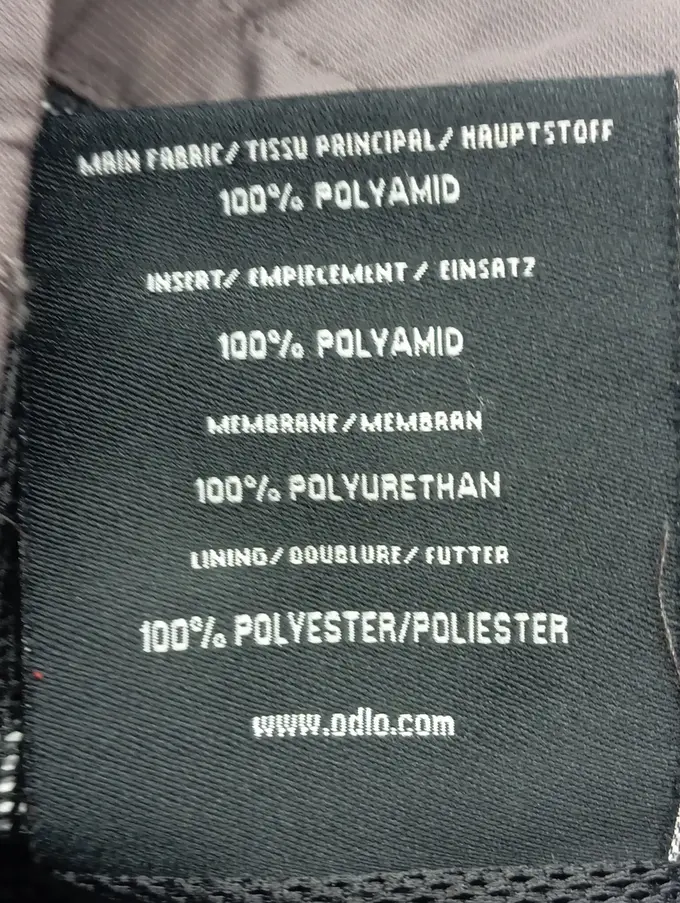 MAIN FABRIC/ TISSU PRINCIPAL/ HAUPTSTOFF
100% POLYAMID
INSERT/ EMPIECEMENT / EINSATZ
100% POLYAMID
MEMBRANE/MEMBRAN
100% POLYURETHAN
LINING/ DOUBLURE/ FUTTER
100% POLYESTER/POLIESTER
www.odlo.com